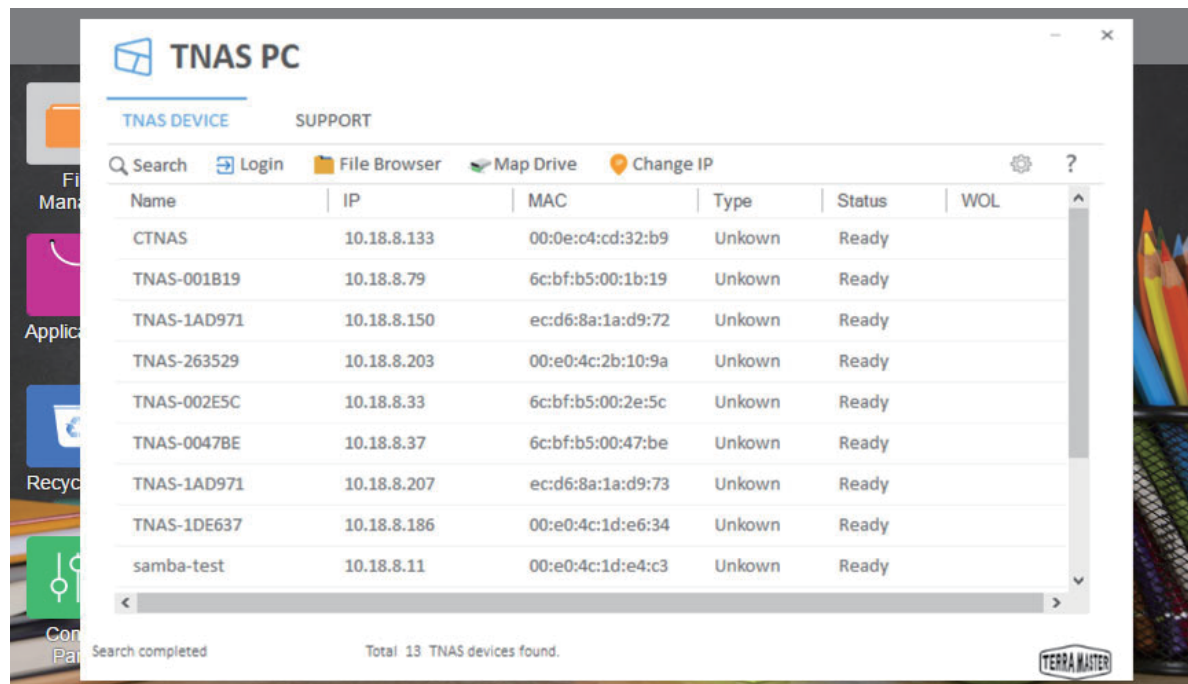 TNAS PC
TNAS DEVICE SUPPORT
Search Login File Browser Map Drive Change IP ?
Name IP MAC Type Status WOL
CTNAS 10.18.8.133 00:0e:c4:cd:32:b9 Unkown Ready
TNAS-001B19 10.18.8.79 6c:bf:b5:00:1b:19 Unkown Ready
TNAS-1AD971 10.18.8.150 ec:d6:8a:1a:d9:72 Unkown Ready
TNAS-263529 10.18.8.203 00:e0:4c:2b:10:9a Unkown Ready
TNAS-002E5C 10.18.8.33 6c:bf:b5:00:2e:5c Unkown Ready
TNAS-0047BE 10.18.8.37 6c:bf:b5:00:47:be Unkown Ready
TNAS-1AD971 10.18.8.207 ec:d6:8a:1a:d9:73 Unkown Ready
TNAS-1DE637 10.18.8.186 00:e0:4c:1d:e6:34 Unkown Ready
samba-test 10.18.8.11 00:e0:4c:1d:e4:c3 Unkown Ready
Search completed Total 13 TNAS devices found.
TERRA MASTER